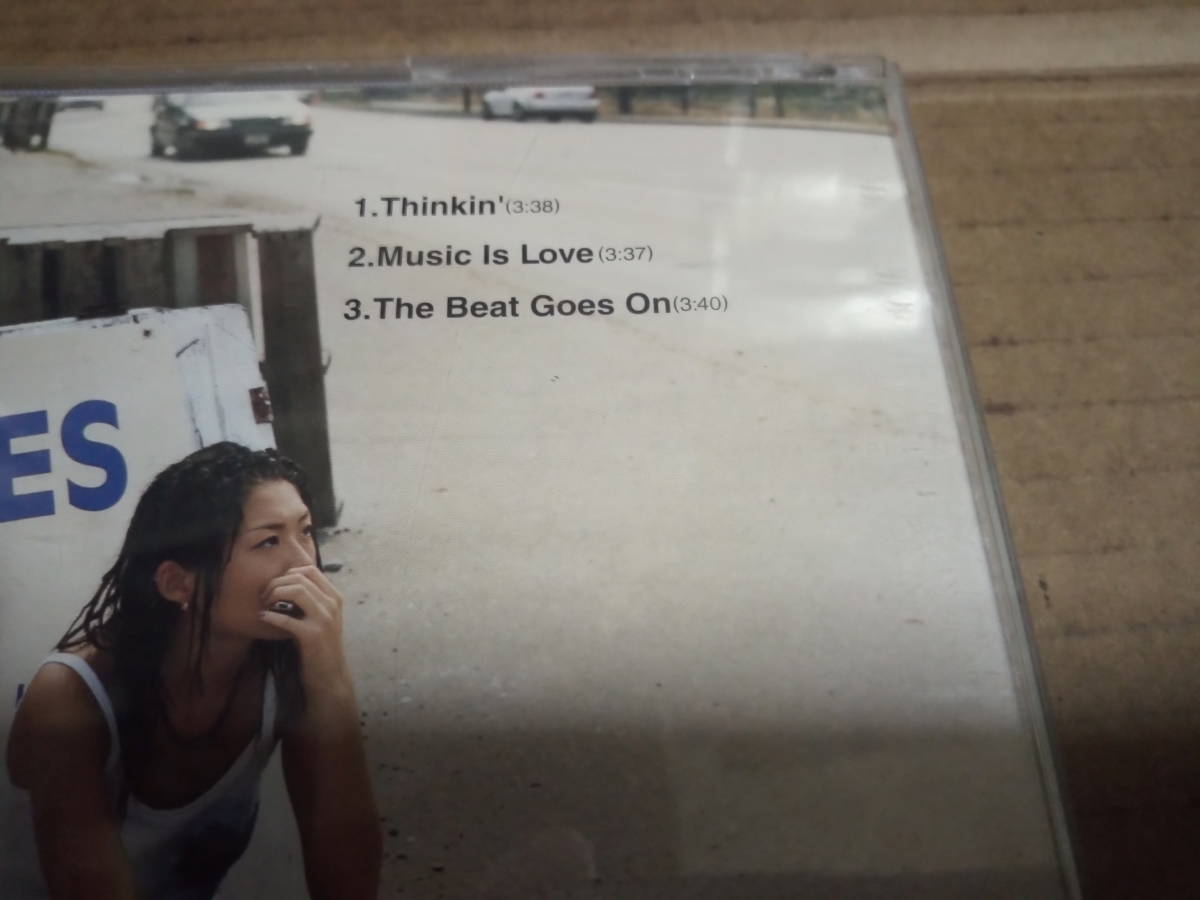 1.Thinkin'(3:38)
2.Music Is Love (3:37)
3.The Beat Goes On(3:40)
ES